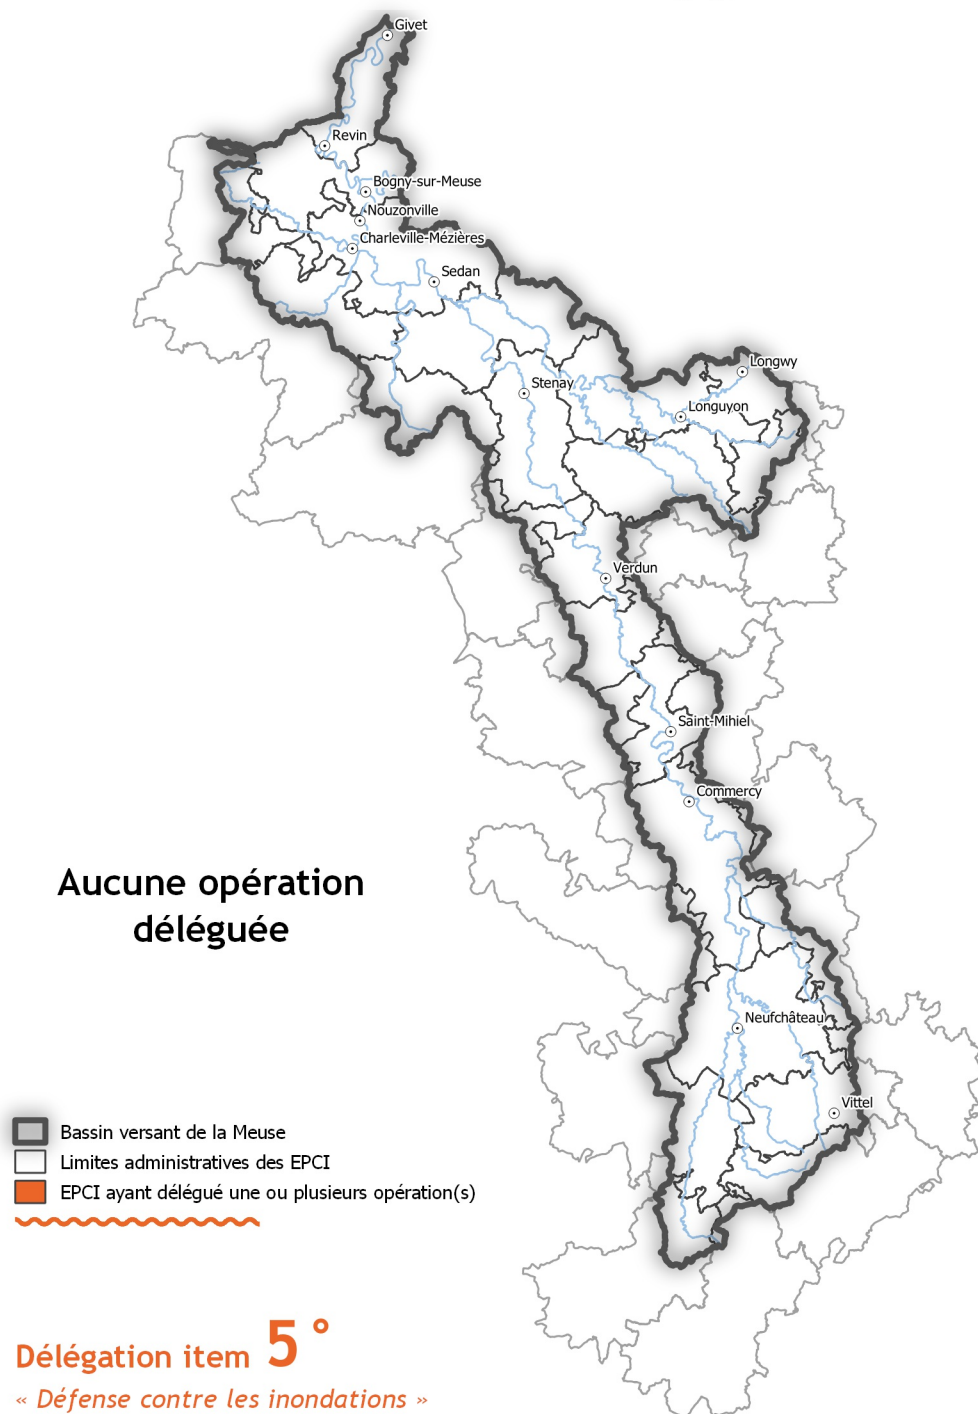 Givet
Revin
Bogny-sur-Meuse
Nouzonville
Charleville-Mézières
Sedan
Longwy
Stenay
Longuyon
Verdun
Saint-Mihiel
Commercy
Aucune opération
déléguée
Neufchâteau
Vittel
Bassin versant de la Meuse
Limites administratives des EPCI
EPCI ayant délégué une ou plusieurs opération(s)
Délégation item 5°
« Défense contre les inondations »